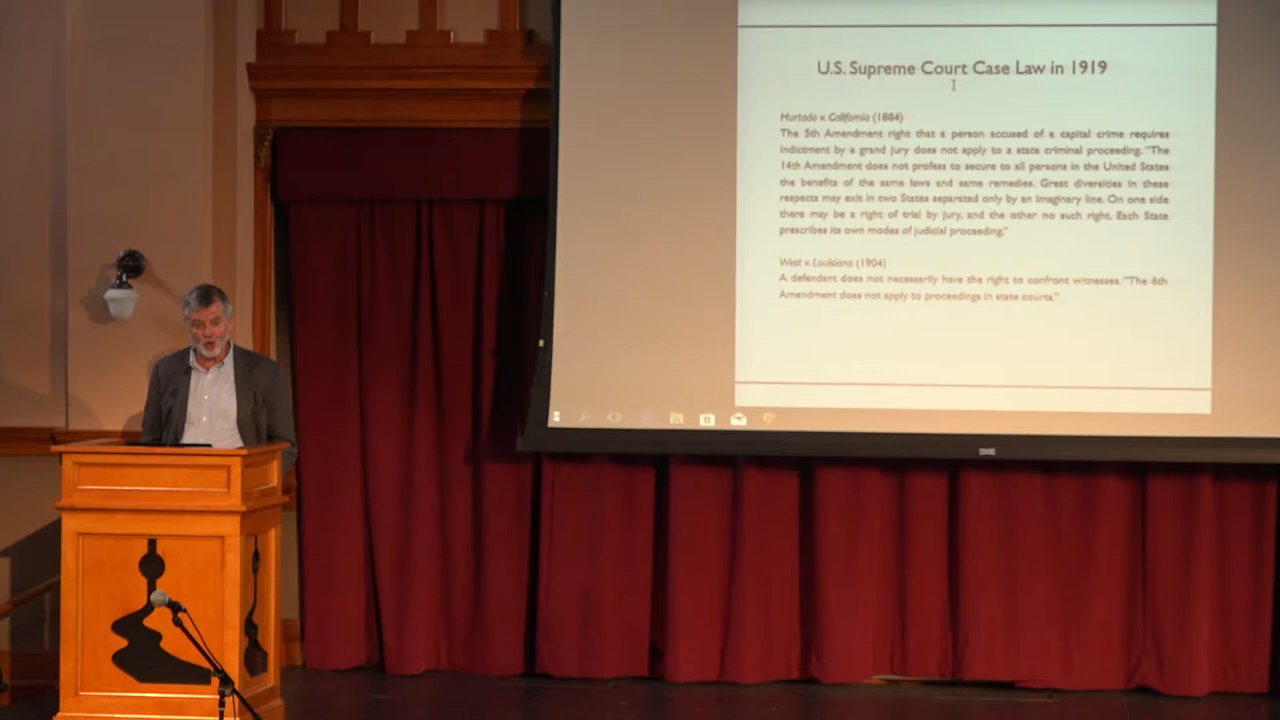 U.S. Supreme Court Case Law in 1919
Hurtado v. California (1884)
The 5th Amendment right that a person accused of a capital crime requires
indictment by a grand jury does not apply to a state criminal proceeding. "The
14th Amendment does not profess to secure to all persons in the United States
the benefits of the same laws and same remedies. Great diversities in these
respects may exit in two States separated only by an imaginary line. On one side
there may be a right of trial by jury, and the other no such right. Each State
prescribes its own modes of judicial proceeding."
West v. Louisiana (1904)
A defendant does not necessarily have the right to confront witnesses. "The 6th
Amendment does not apply to proceedings in state courts."